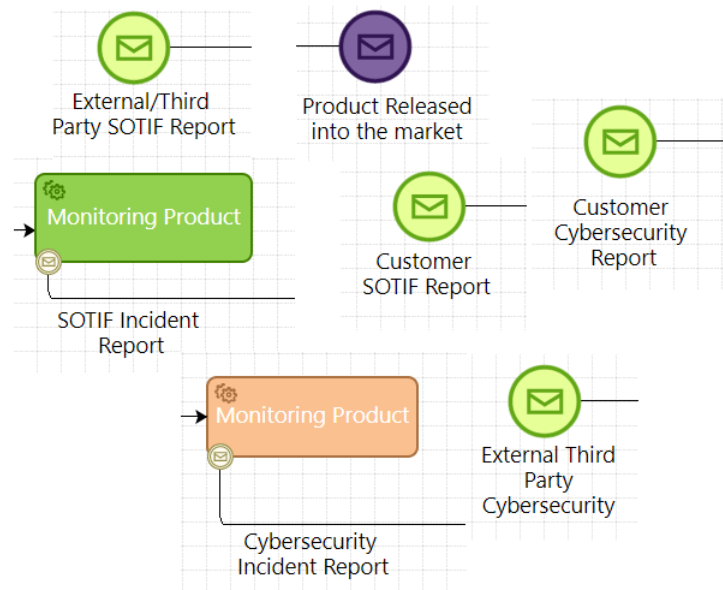 External/Third
Party SOTIF Report
Product Released
into the market
Customer
Cybersecurity
Report
Monitoring Product
Customer
SOTIF Report
SOTIF Incident
Report
Monitoring Product
External Third
Party
Cybersecurity
Cybersecurity
Incident Report